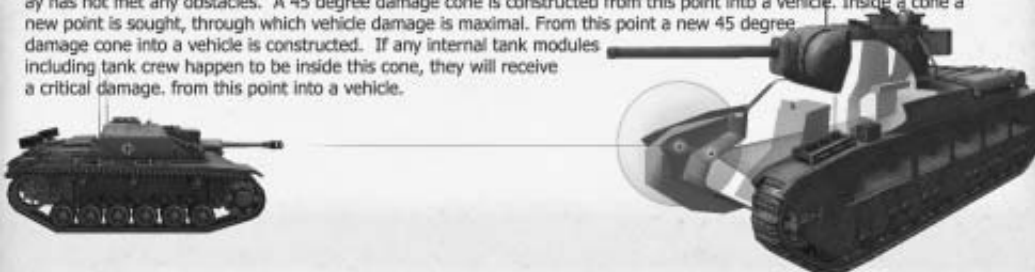 ay has not met any obstacles. A 45 degree damage cone is constructed from this point into a vehicle. Inside a cone a
new point is sought, through which vehicle damage is maximal. From this point a new 45 degree
damage cone into a vehicle is constructed. If any internal tank modules
including tank crew happen to be inside this cone, they will receive
a critical damage. from this point into a vehicle.